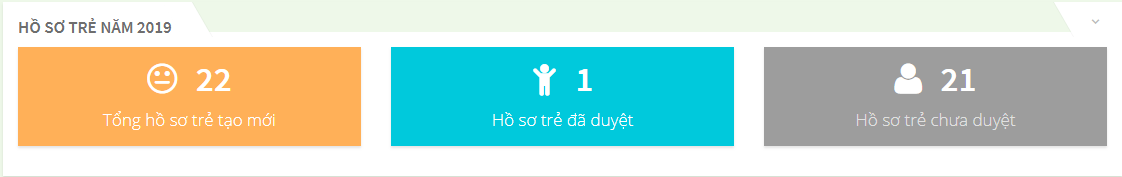 HỒ SƠ TRẺ NĂM 2019
22
Tổng hồ sơ trẻ tạo mới
1
Hồ sơ trẻ đã duyệt
21
Hồ sơ trẻ chưa duyệt